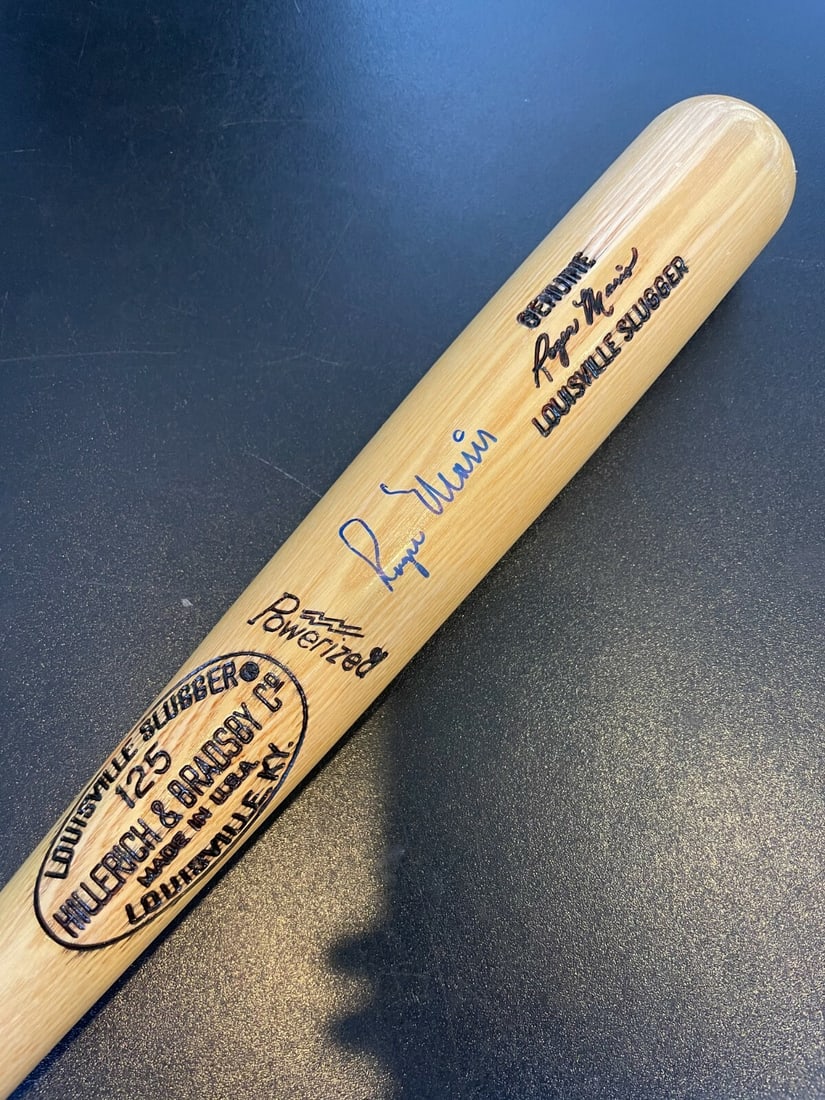 GENUINE
Roger Maris
LOUISVILLE SLUGGER
Roger Maris
Powerized
LOUISVILLE SLUGGER
125
HILLERICH & BRADSBY Co
MADE IN U.S.A.
LOUISVILLE, KY.